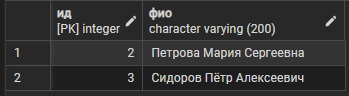 ид фио
[PK] integer character varying (200)
1 2 Петрова Мария Сергеевна
2 3 Сидоров Пётр Алексеевич